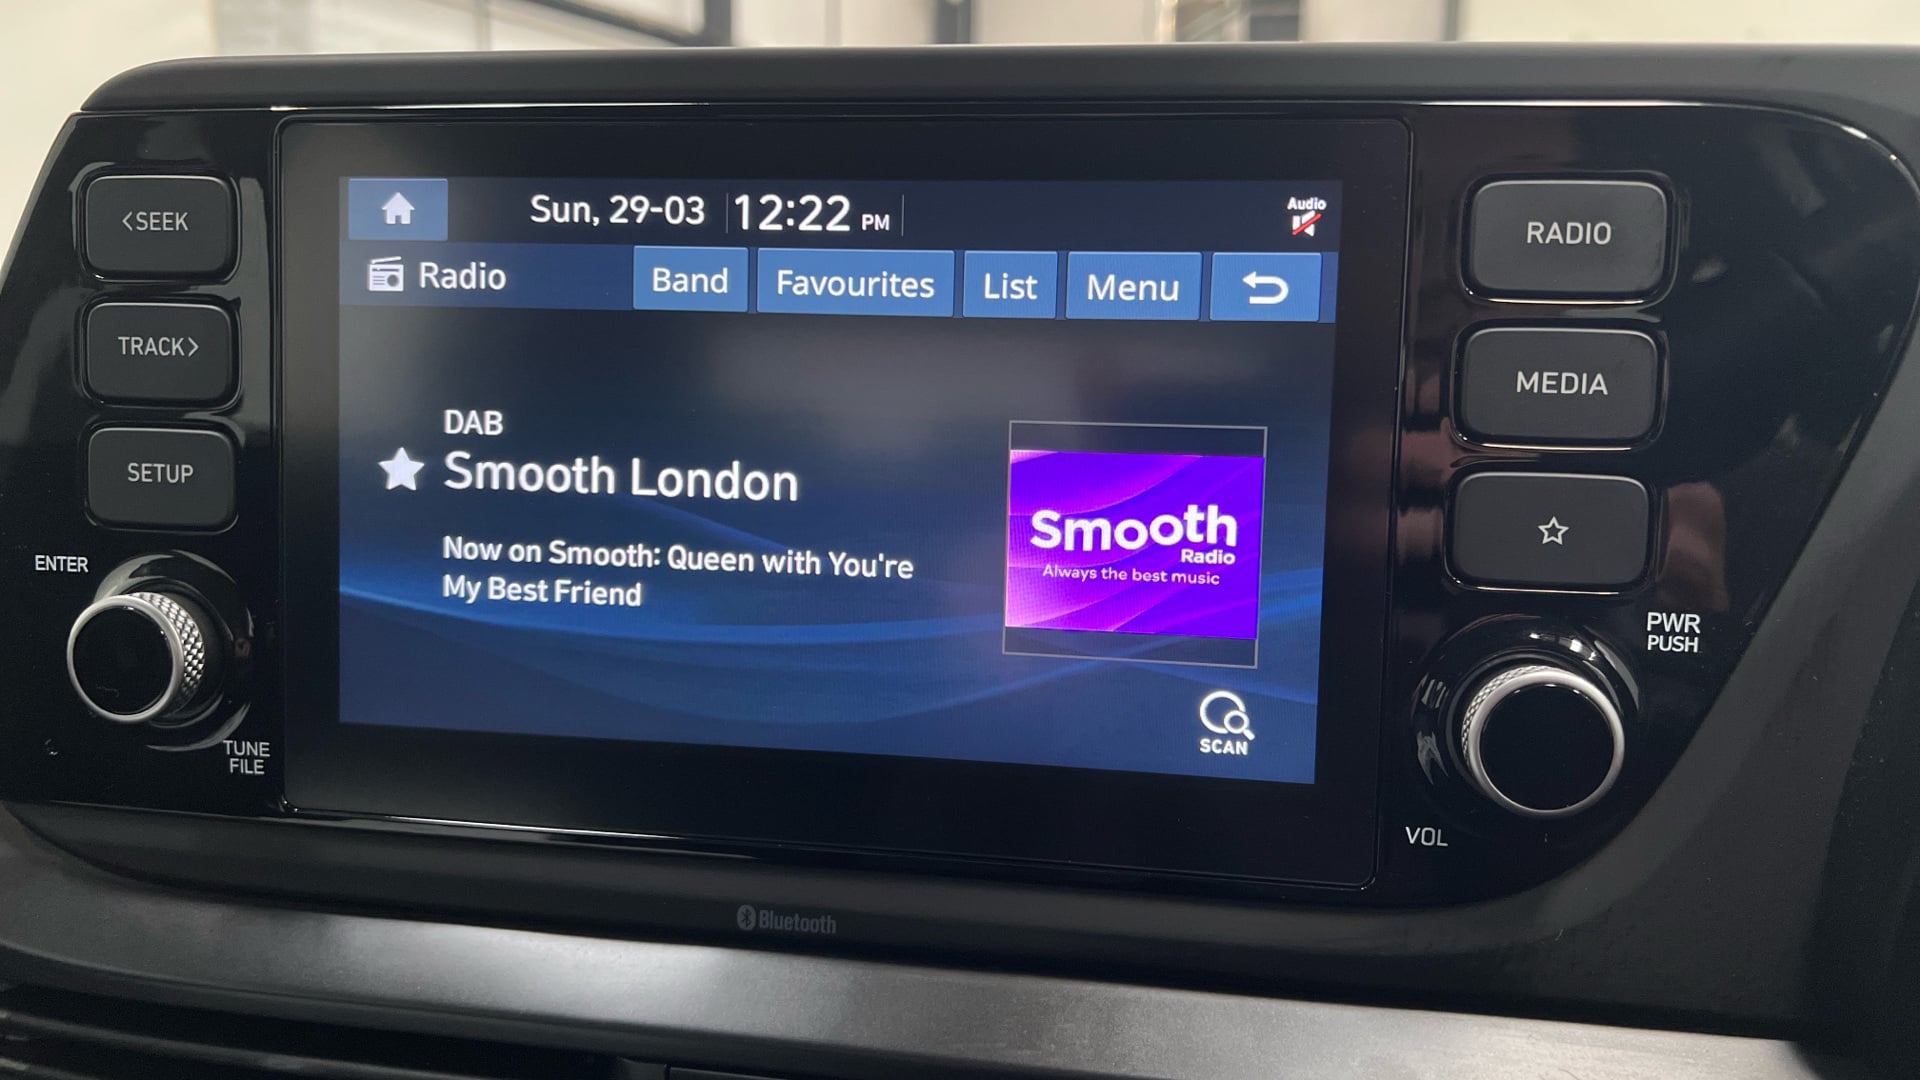 Sun, 29-03 12:22 PM
Audio
<SEEK
RADIO
Radio
Band
Favourites
List
Menu
TRACK>
MEDIA
DAB
Smooth London
SETUP
Now on Smooth: Queen with You're
My Best Friend
Smooth
Radio
Always the best music
ENTER
PWR
PUSH
SCAN
TUNE
FILE
VOL
Bluetooth